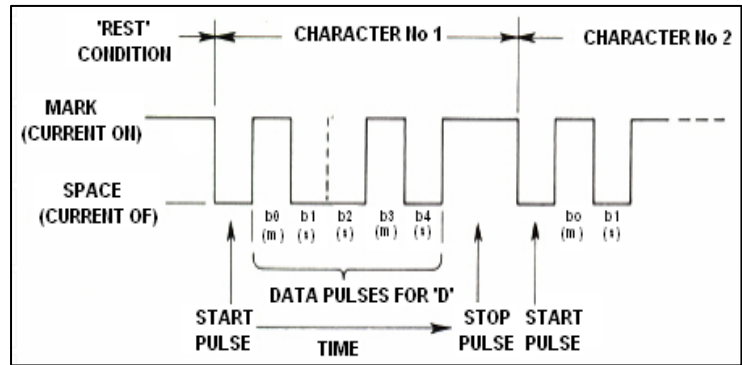 'REST'
CONDITION
CHARACTER No 1
CHARACTER No 2
MARK
(CURRENT ON)
SPACE
(CURRENT OF)
b0 b1 b2 b3 b4 bo b1
(m) (s) (s) (m) (s) (m) (s)
DATA PULSES FOR 'D'
START
PULSE
TIME
STOP
PULSE
START
PULSE